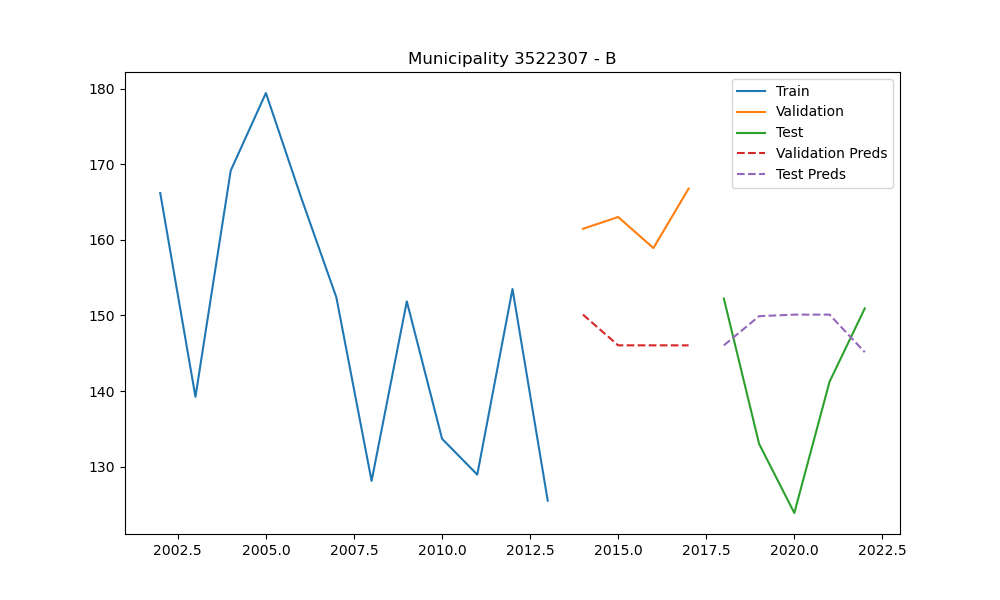 Municipality 3522307 - B
180
170
160
150
140
130
2002.5 2005.0 2007.5 2010.0 2012.5 2015.0 2017.5 2020.0 2022.5
Train
Validation
Test
Validation Preds
Test Preds